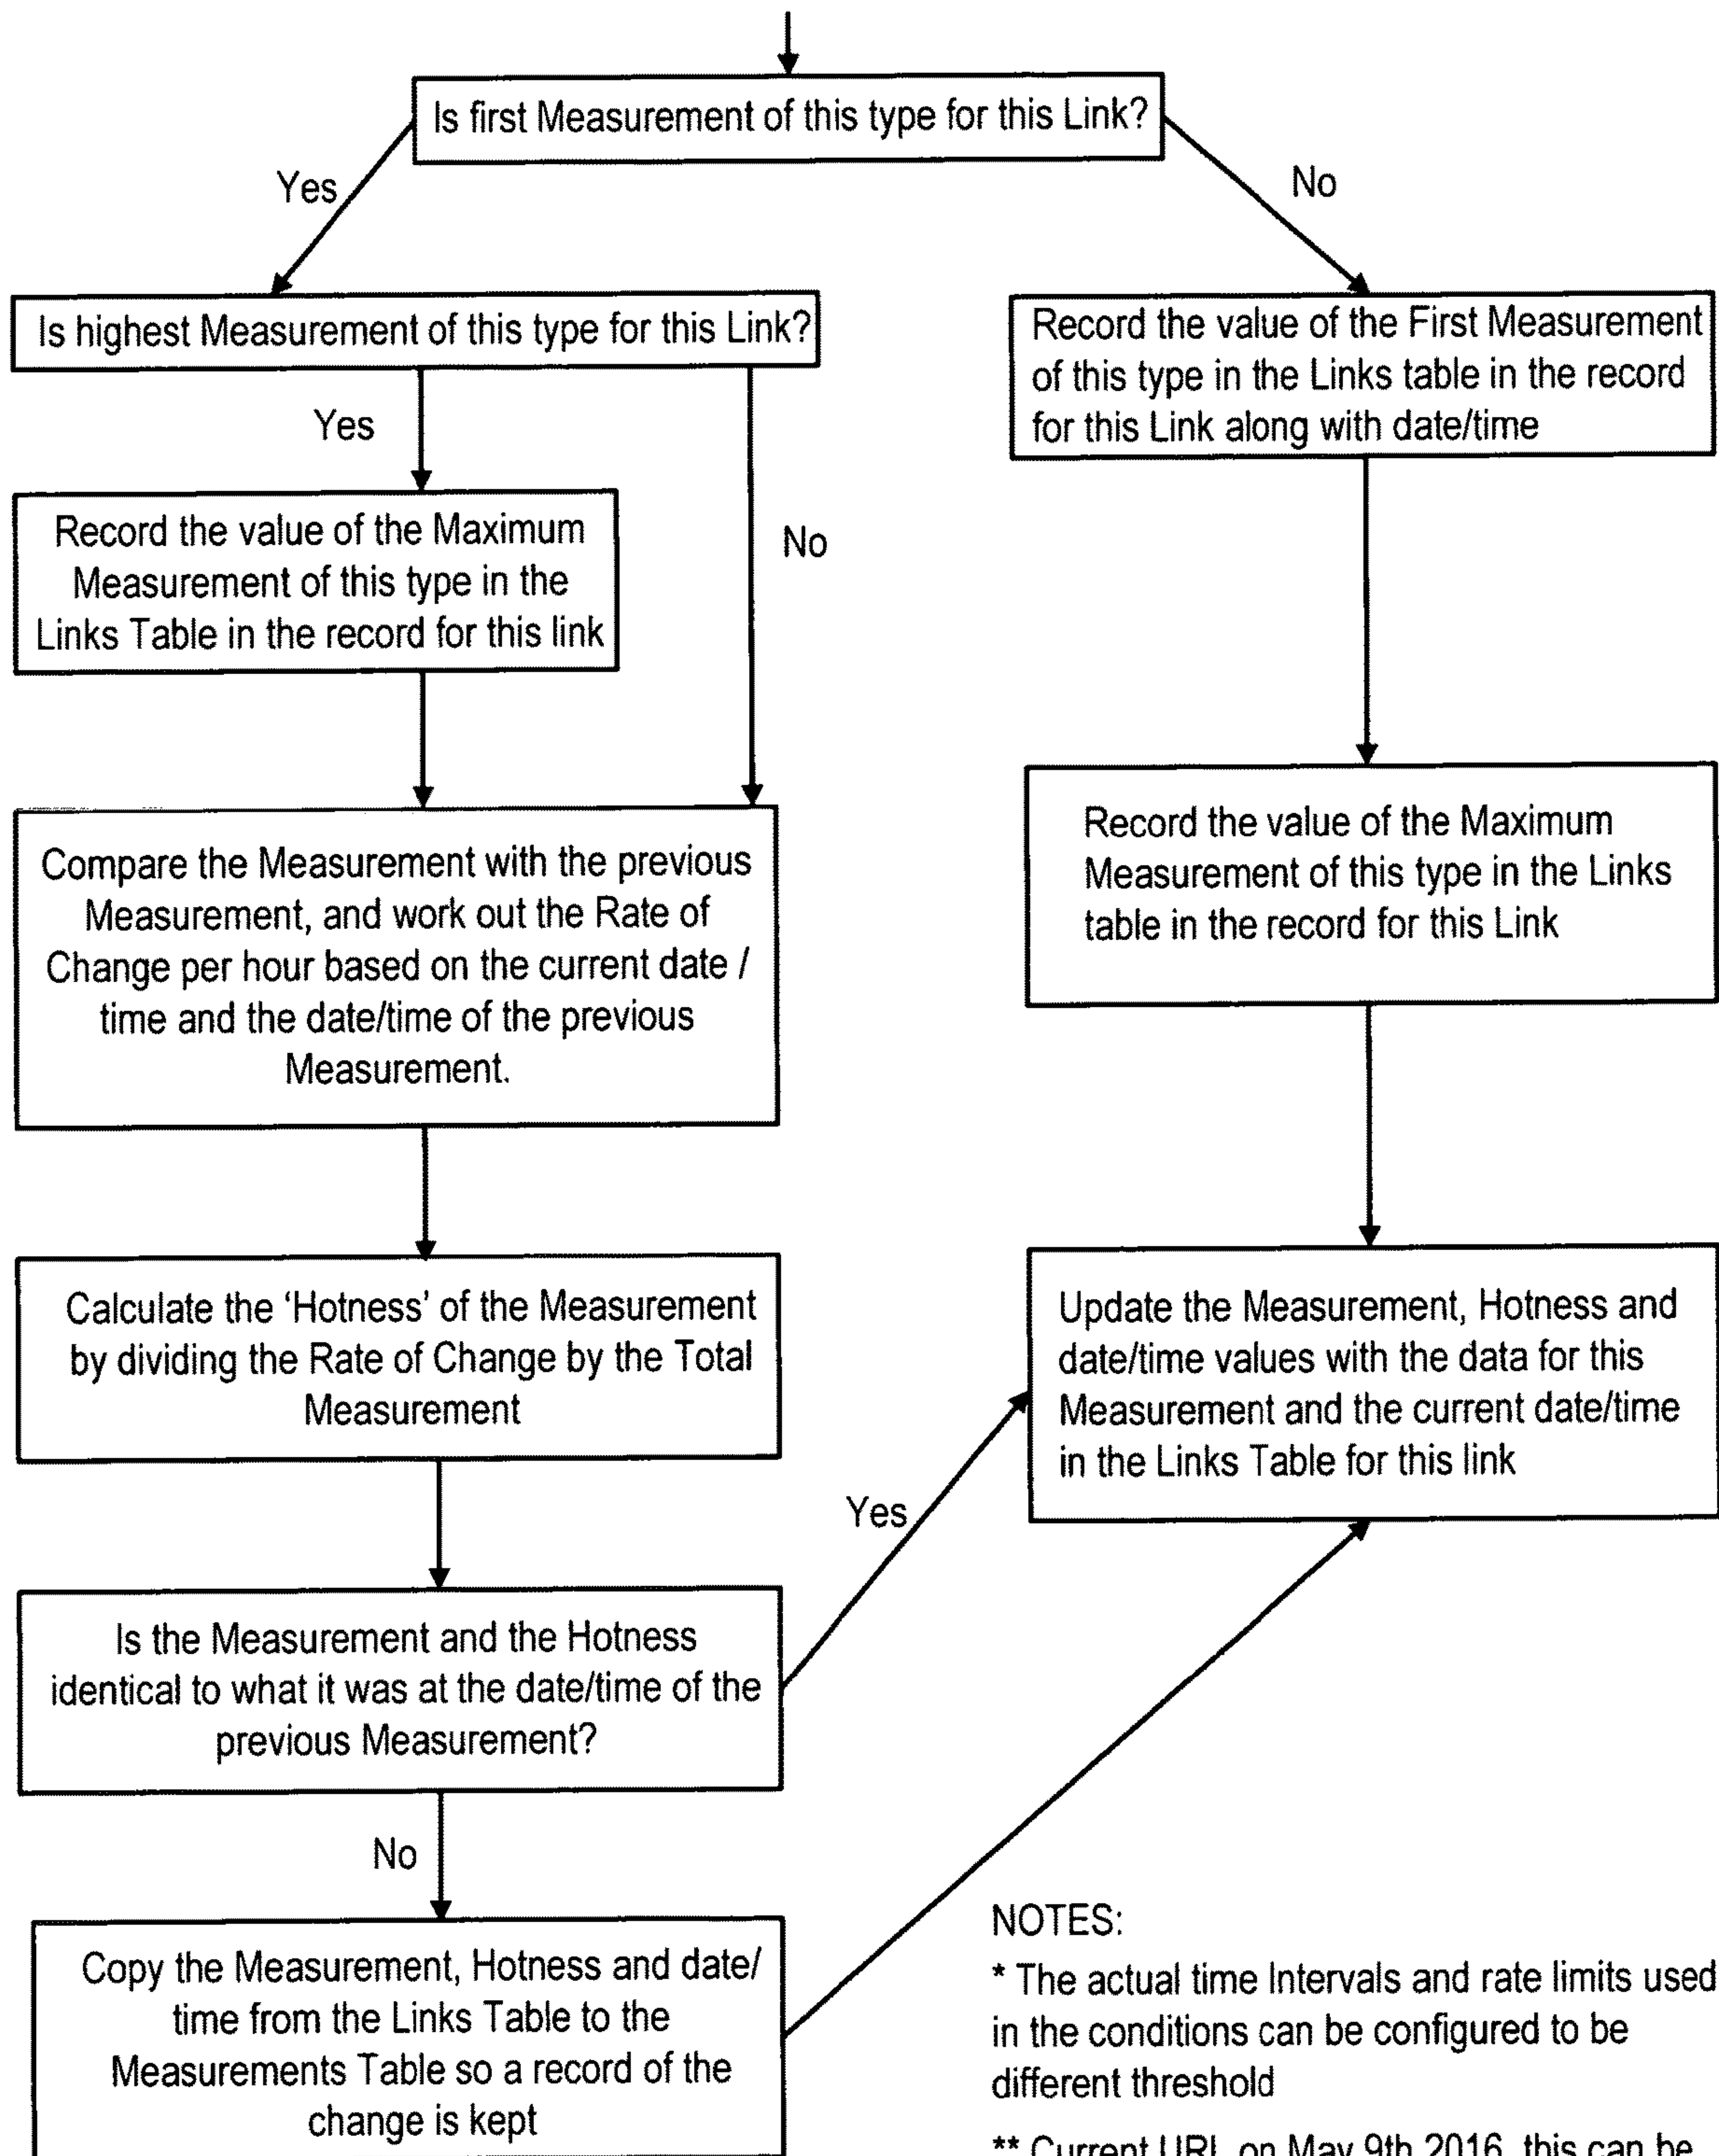 Is first Measurement of this type for this Link?
Yes
No
Is highest Measurement of this type for this Link?
Record the value of the First Measurement
of this type in the Links table in the record
for this Link along with date/time
Yes
No
Record the value of the Maximum
Measurement of this type in the
Links Table in the record for this link
Record the value of the Maximum
Measurement of this type in the Links
table in the record for this Link
Compare the Measurement with the previous
Measurement, and work out the Rate of
Change per hour based on the current date /
time and the date/time of the previous
Measurement.
Calculate the ‘Hotness’ of the Measurement
by dividing the Rate of Change by the Total
Measurement
Update the Measurement, Hotness and
date/time values with the data for this
Measurement and the current date/time
in the Links Table for this link
Yes
Is the Measurement and the Hotness
identical to what it was at the date/time of the
previous Measurement?
No
Copy the Measurement, Hotness and date/
time from the Links Table to the
Measurements Table so a record of the
change is kept
NOTES:
* The actual time Intervals and rate limits used
in the conditions can be configured to be
different threshold
** Current URL on May 9th 2016, this can be